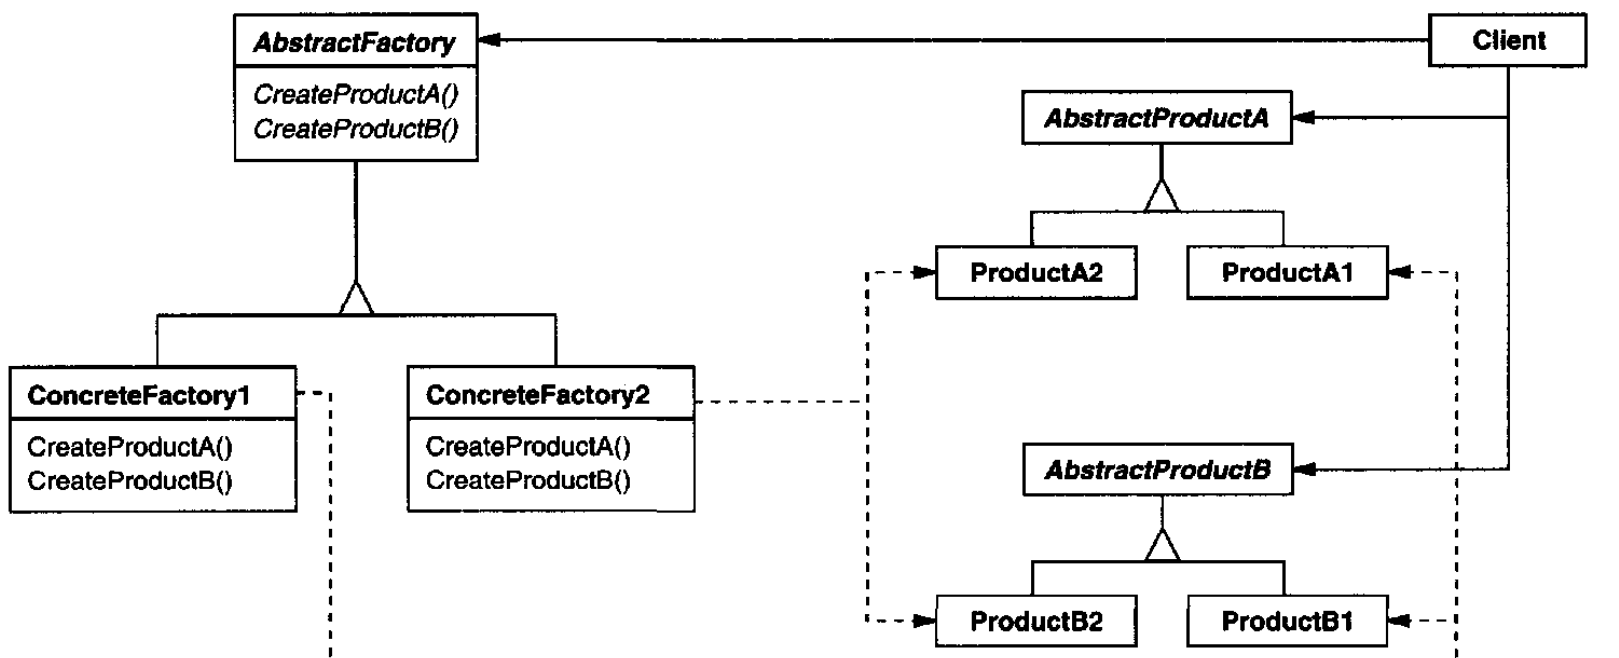 AbstractFactory
CreateProductA()
CreateProductB()
Client
AbstractProductA
ProductA2
ProductA1
ConcreteFactory1
CreateProductA()
CreateProductB()
ConcreteFactory2
CreateProductA()
CreateProductB()
AbstractProductB
ProductB2
ProductB1